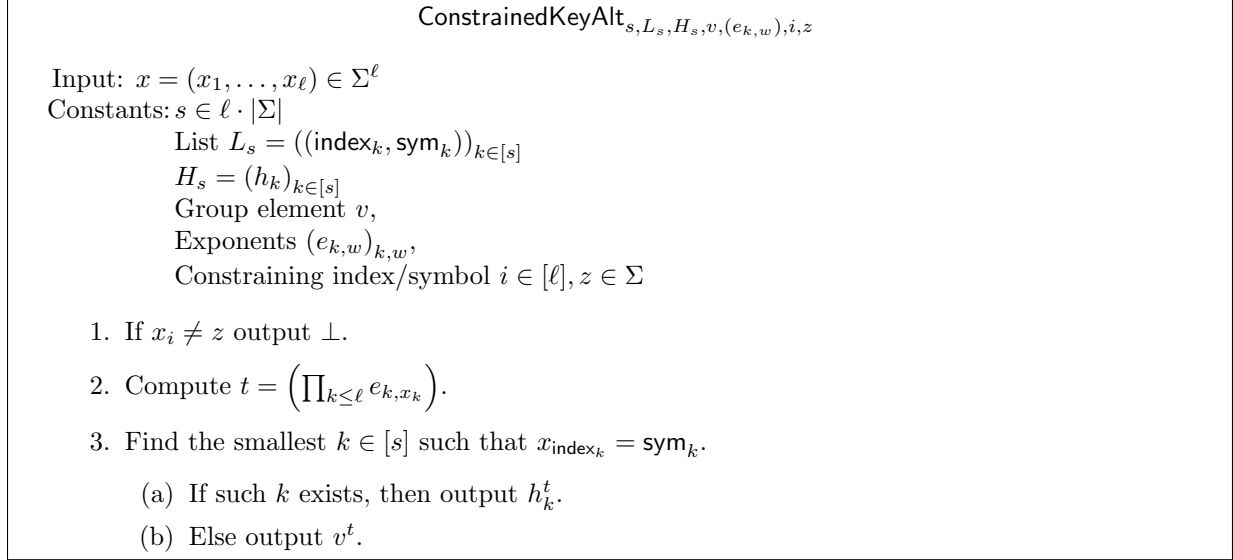 ConstrainedKeyAlt_{s,L_s,H_s,v,(e_{k,w}),i,z}
Input: x = (x_1, . . . , x_ℓ) ∈ Σ^ℓ
Constants: s ∈ ℓ · |Σ|
List L_s = ((index_k, sym_k))_{k∈[s]}
H_s = (h_k)_{k∈[s]}
Group element v,
Exponents (e_{k,w})_{k,w},
Constraining index/symbol i ∈ [ℓ], z ∈ Σ
1. If x_i ≠ z output ⊥.
2. Compute t = (∏_{k≤ℓ} e_{k,x_k}).
3. Find the smallest k ∈ [s] such that x_{index_k} = sym_k.
(a) If such k exists, then output h_k^t.
(b) Else output v^t.